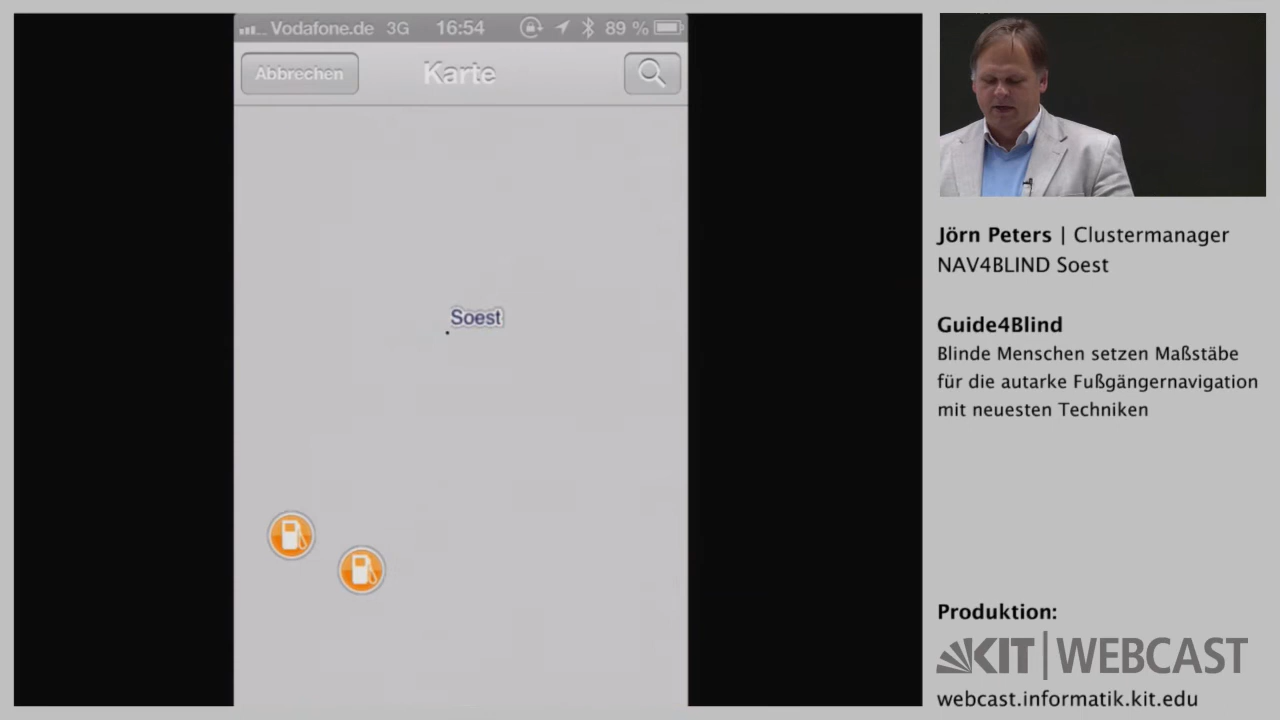 Vodafone.de 3G 16:54 89 %
Abbrechen Karte
Soest
Jörn Peters | Clustermanager
NAV4BLIND Soest
Guide4Blind
Blinde Menschen setzen Maßstäbe
für die autarke Fußgängernavigation
mit neuesten Techniken
Produktion:
KIT | WEBCAST
webcast.informatik.kit.edu